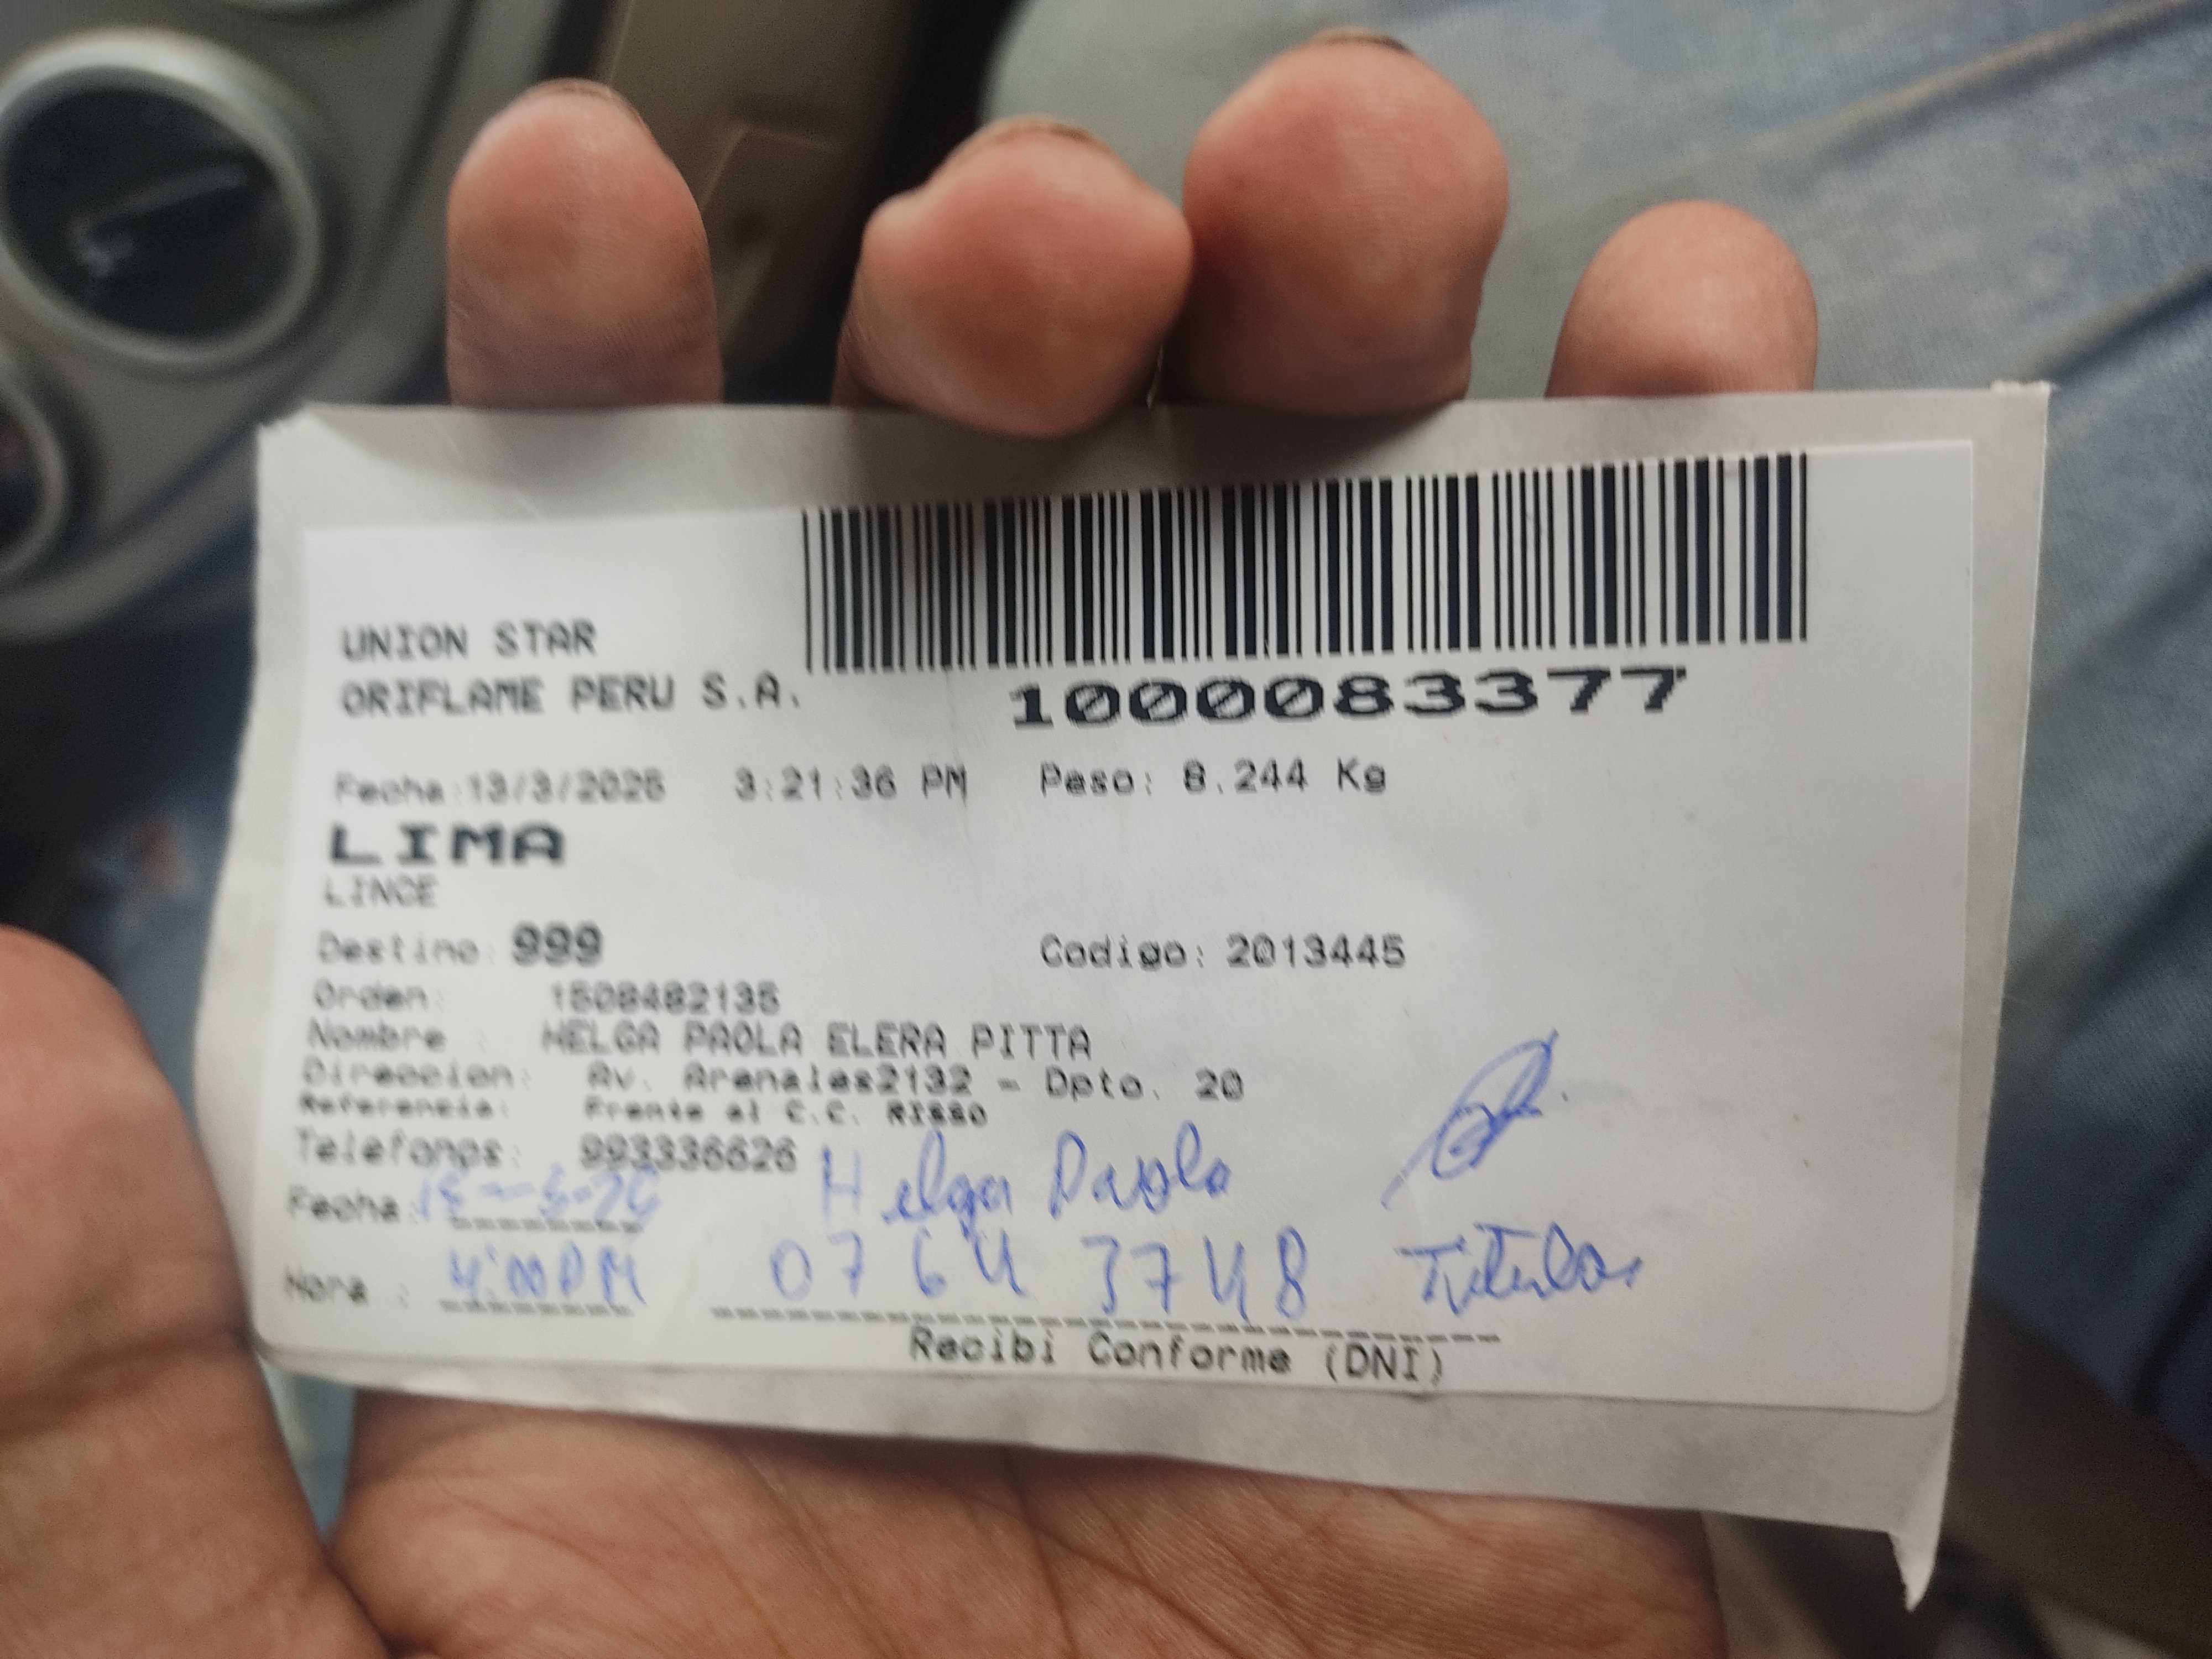 UNION STAR
ORIFLAME PERU S.A.
1000083377
Fecha:13/3/2025 3:21:36 PM Peso: 8.244 Kg
LIMA
LINCE
Destino: 999 Codigo: 2013445
Orden: 1508482135
Nombre : HELGA PAOLA ELERA PITTA
Direccion: Av. Arenales2132 - Dpto. 20
Referencia: Frente al C.C. RISSO
Telefonos: 993336626
Helga Paola
Fecha:
Hora : 4:00PM 0764 3748 Titular
Recibi Conforme (DNI)